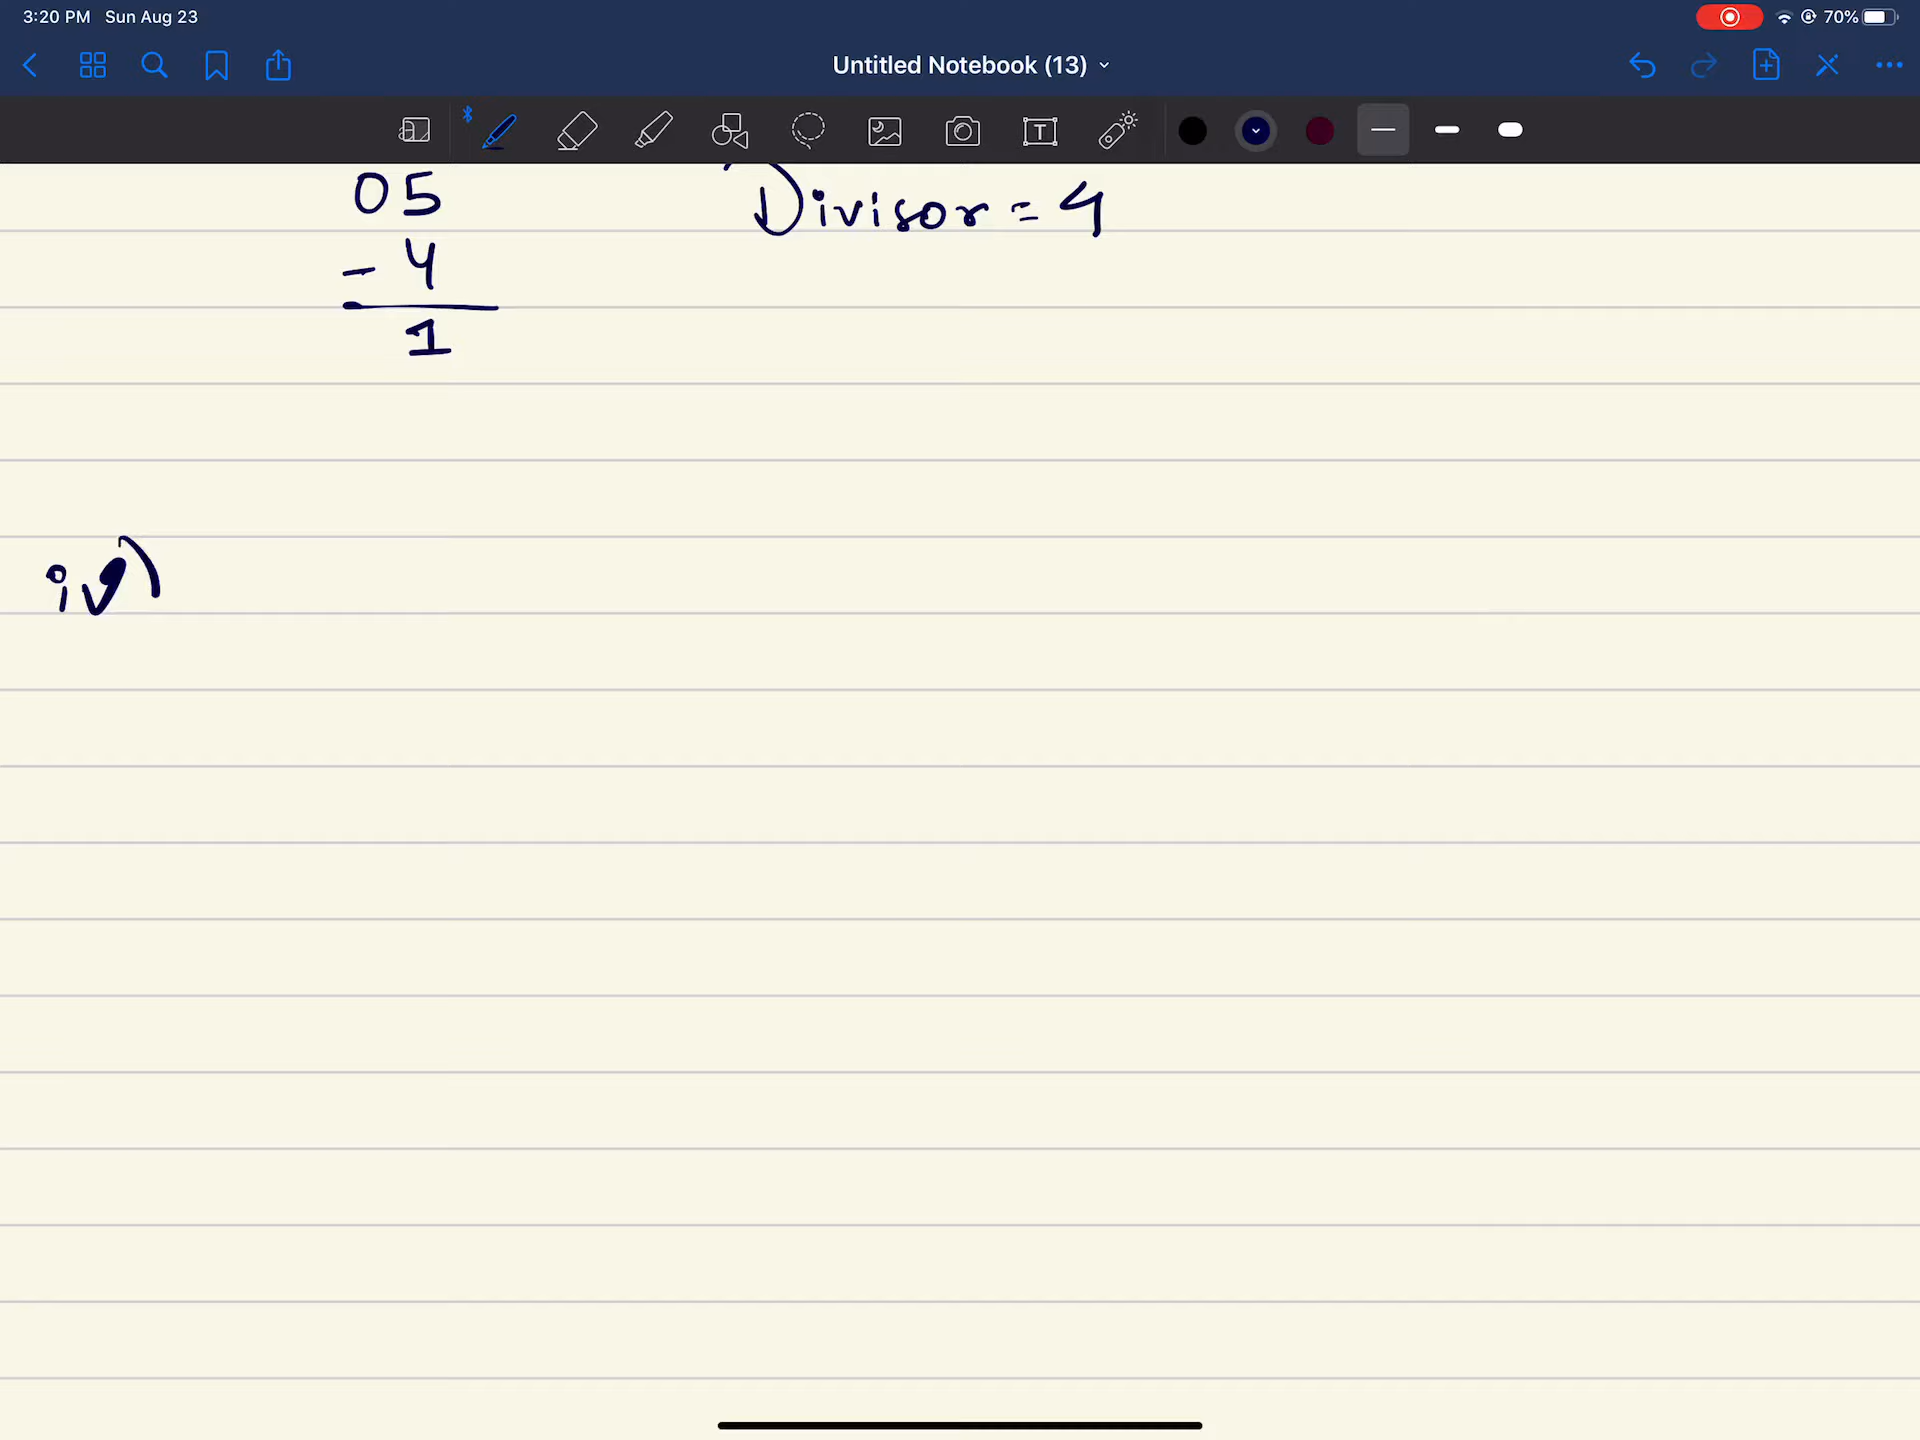 3:20 PM Sun Aug 23
70%
Untitled Notebook (13)
T
05
Divisor = 4
- 4
1
iv)